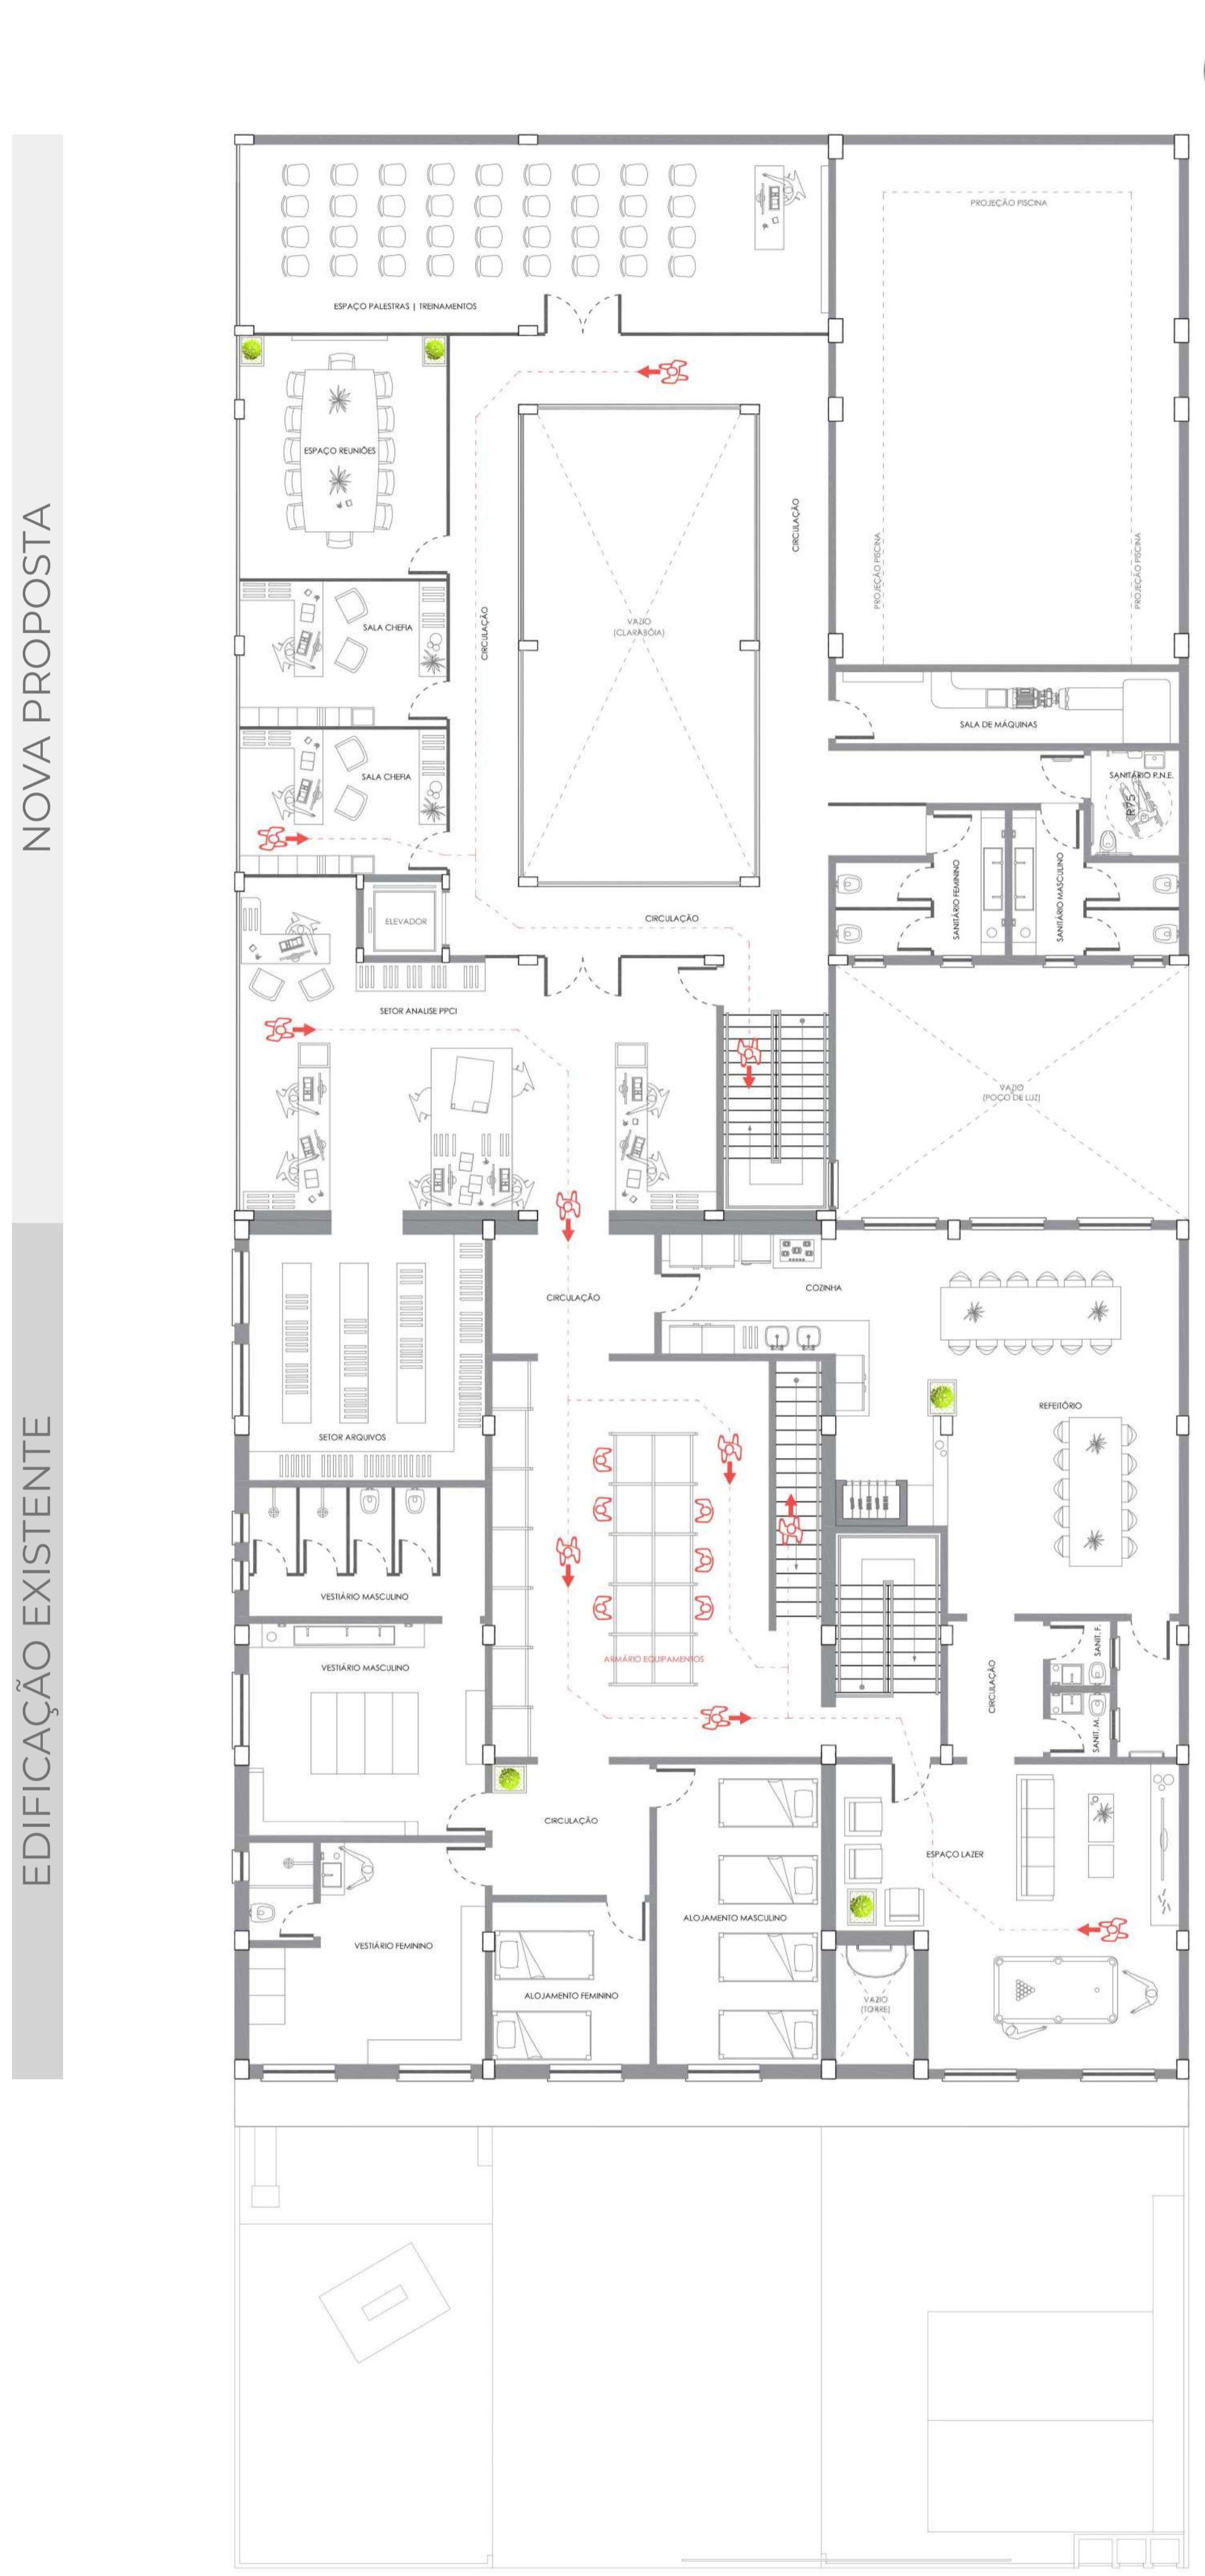 NOVA PROPOSTA
EDIFICAÇÃO EXISTENTE
PROJEÇÃO PISCINA
ESPAÇO PALESTRAS | TREINAMENTOS
ESPAÇO REUNIÕES
CIRCULAÇÃO
PROJEÇÃO PISCINA
PROJEÇÃO PISCINA
SALA CHEFIA
CIRCULAÇÃO
VAZIO
(CLARABÓIA)
SALA DE MÁQUINAS
SALA CHEFIA
SANITÁRIO P.N.E.
R75
SANITÁRIO FEMININO
SANITÁRIO MASCULINO
ELEVADOR
CIRCULAÇÃO
SETOR ANALISE PPCI
VAZIO
(POÇO DE LUZ)
CIRCULAÇÃO
COZINHA
REFEITÓRIO
SETOR ARQUIVOS
VESTIÁRIO MASCULINO
ARMÁRIO EQUIPAMENTOS
VESTIÁRIO MASCULINO
CIRCULAÇÃO
SANIT. F.
SANIT. M.
CIRCULAÇÃO
ESPAÇO LAZER
ALOJAMENTO MASCULINO
VESTIÁRIO FEMININO
ALOJAMENTO FEMININO
VAZIO
(TORRE)